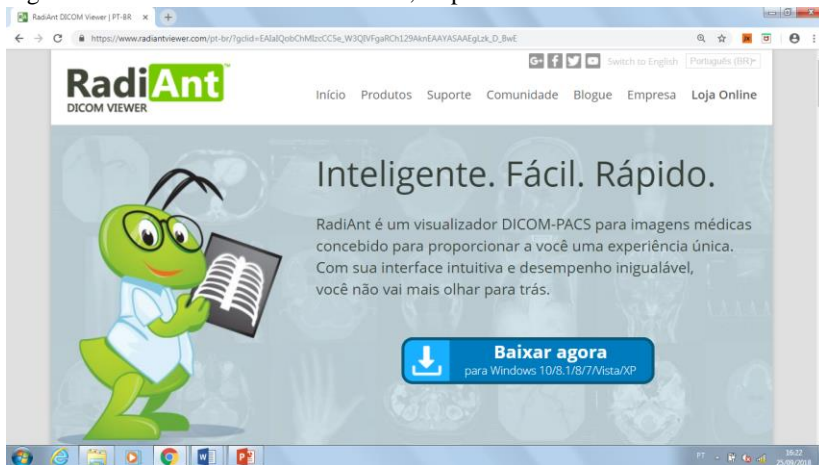 RadiAnt DICOM Viewer | PT-BR
https://www.radiantviewer.com/pt-br/?gclid=EAIaIQobChMIzcCC5e_W3QIVFgaRCh129AknEAAYASAAEgLzk_D_BwE
Switch to English Português (BR)
RadiAnt
DICOM VIEWER
Início Produtos Suporte Comunidade Blogue Empresa Loja Online
Inteligente. Fácil. Rápido.
RadiAnt é um visualizador DICOM-PACS para imagens médicas
concebido para proporcionar a você uma experiência única.
Com sua interface intuitiva e desempenho inigualável,
você não vai mais olhar para trás.
Baixar agora
para Windows 10/8.1/8/7/Vista/XP
PT
16:22
25/09/2018